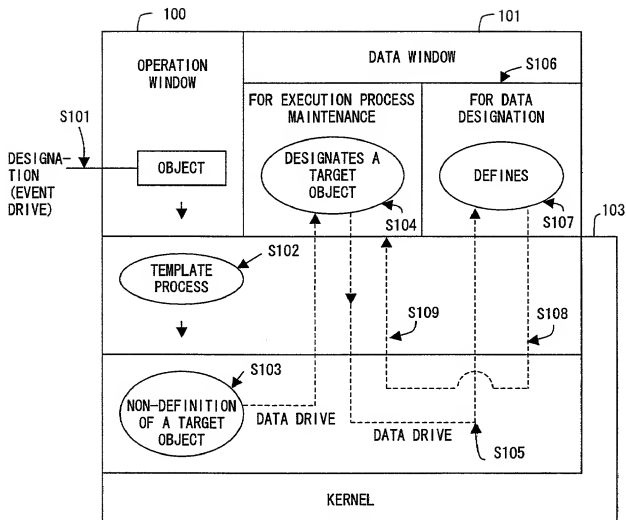 100
101
OPERATION
WINDOW
DATA WINDOW
S106
FOR EXECUTION PROCESS
MAINTENANCE
FOR DATA
DESIGNATION
S101
DESIGNA-
TION
(EVENT
DRIVE)
OBJECT
DESIGNATES A
TARGET
OBJECT
DEFINES
S104
S107
103
S102
TEMPLATE
PROCESS
S109
S108
S103
NON-DEFINITION
OF A TARGET
OBJECT
DATA DRIVE
DATA DRIVE
S105
KERNEL